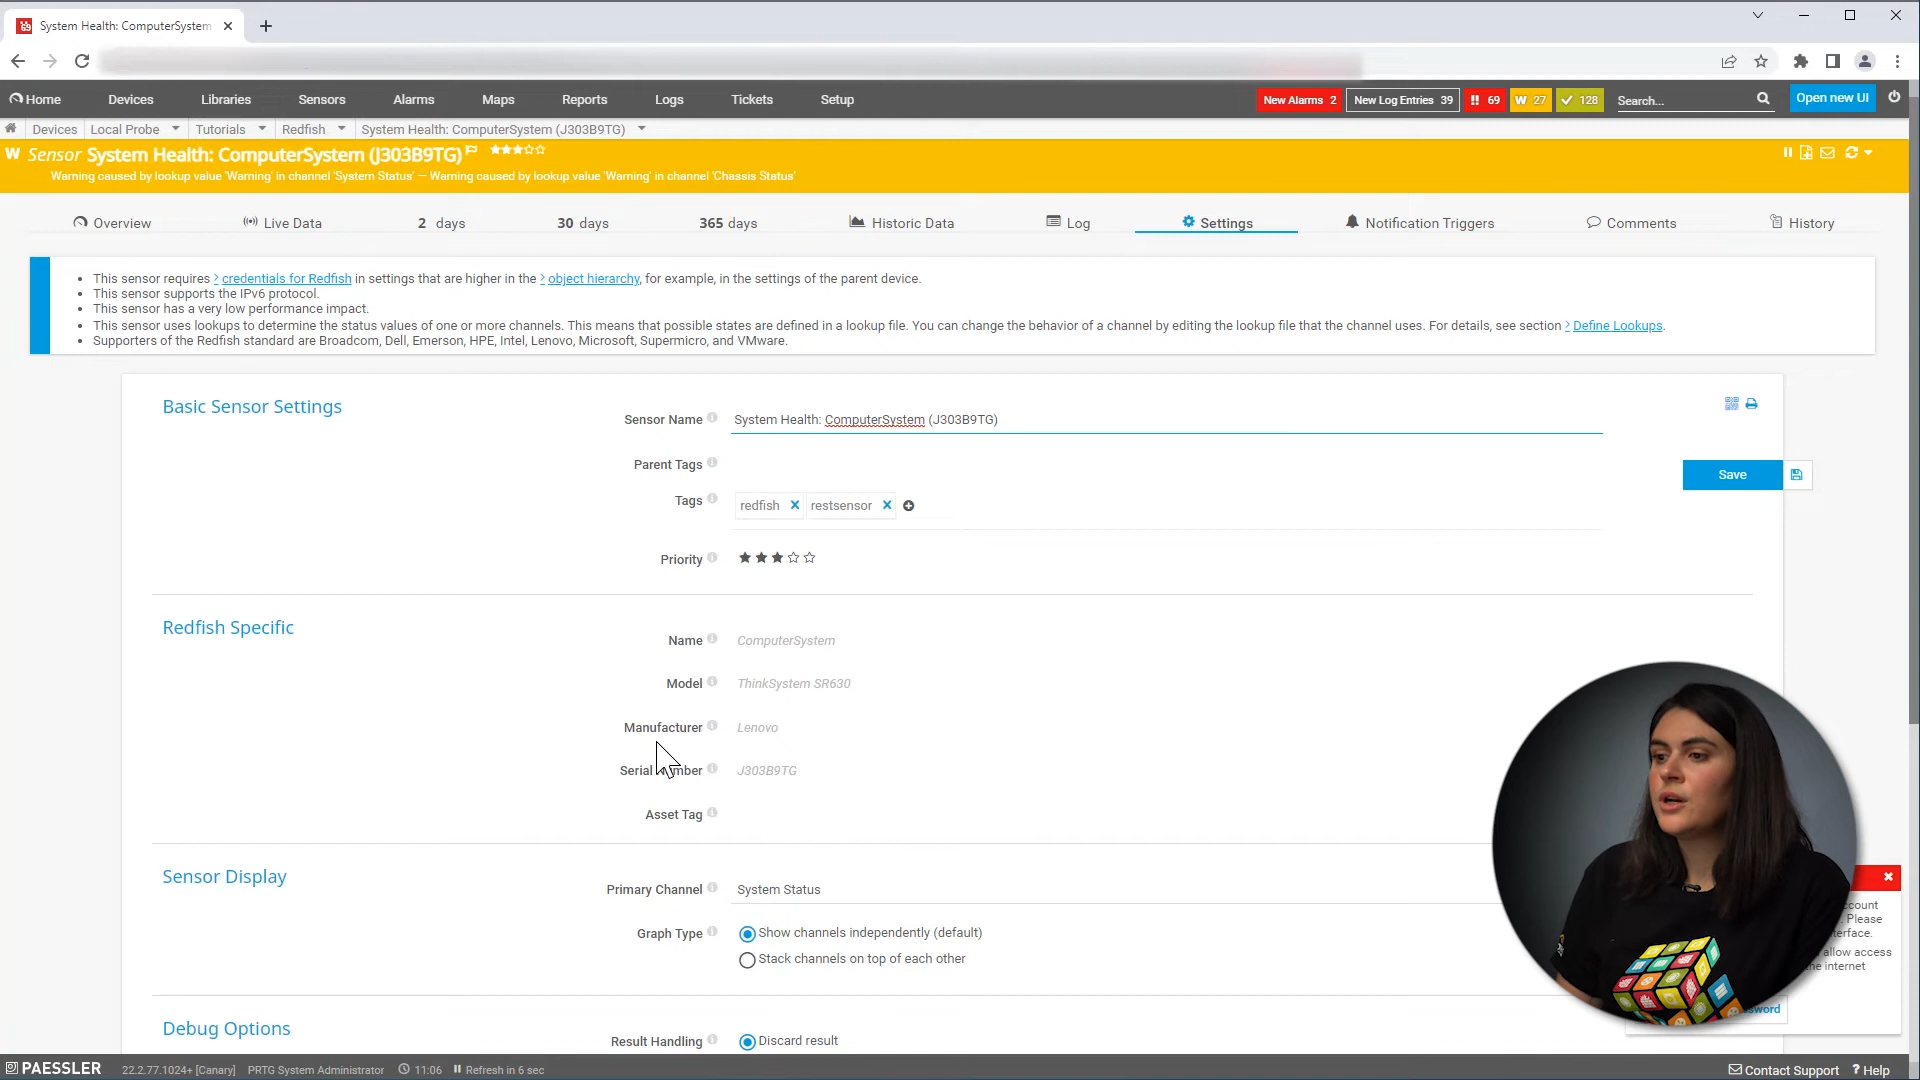 System Health: ComputerSystem
Home Devices Libraries Sensors Alarms Maps Reports Logs Tickets Setup
New Alarms 2 New Log Entries 39 !! 69 W 27 128 Search... Open new UI
Devices Local Probe Tutorials Redfish System Health: ComputerSystem (J303B9TG)
W Sensor System Health: ComputerSystem (J303B9TG)
Warning caused by lookup value 'Warning' in channel 'System Status' — Warning caused by lookup value 'Warning' in channel 'Chassis Status'
Overview Live Data 2 days 30 days 365 days Historic Data Log Settings Notification Triggers Comments History
• This sensor requires credentials for Redfish in settings that are higher in the object hierarchy, for example, in the settings of the parent device.
• This sensor supports the IPv6 protocol.
• This sensor has a very low performance impact.
• This sensor uses lookups to determine the status values of one or more channels. This means that possible states are defined in a lookup file. You can change the behavior of a channel by editing the lookup file that the channel uses. For details, see section Define Lookups.
• Supporters of the Redfish standard are Broadcom, Dell, Emerson, HPE, Intel, Lenovo, Microsoft, Supermicro, and VMware.
Basic Sensor Settings
Sensor Name System Health: ComputerSystem (J303B9TG)
Parent Tags
Save
Tags redfish restsensor
Priority
Redfish Specific
Name ComputerSystem
Model ThinkSystem SR630
Manufacturer Lenovo
Serial J303B9TG
Asset Tag
Sensor Display
Primary Channel System Status
Graph Type Show channels independently (default)
Stack channels on top of each other
Please
allow access
internet
Debug Options
Result Handling Discard result
PAESSLER 22.2.77.1024+ [Canary] PRTG System Administrator 11:06 Refresh in 6 sec Contact Support ? Help